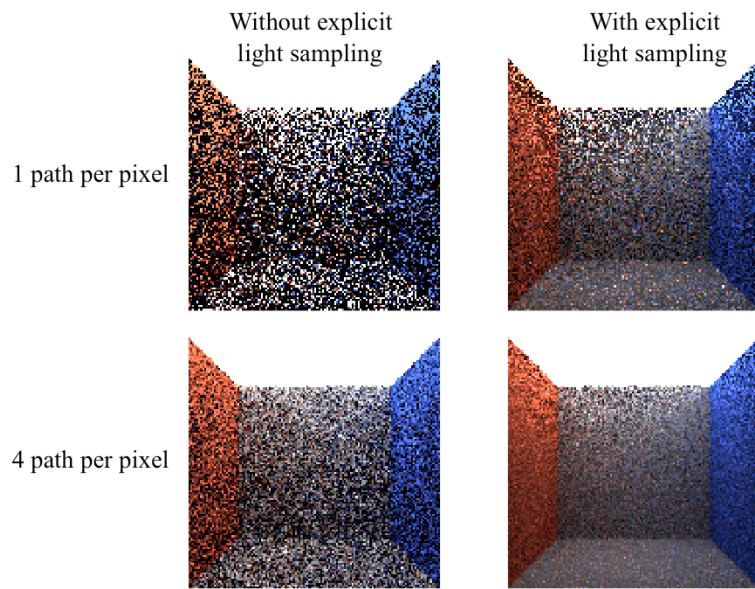 Without explicit
light sampling
With explicit
light sampling
1 path per pixel
4 path per pixel